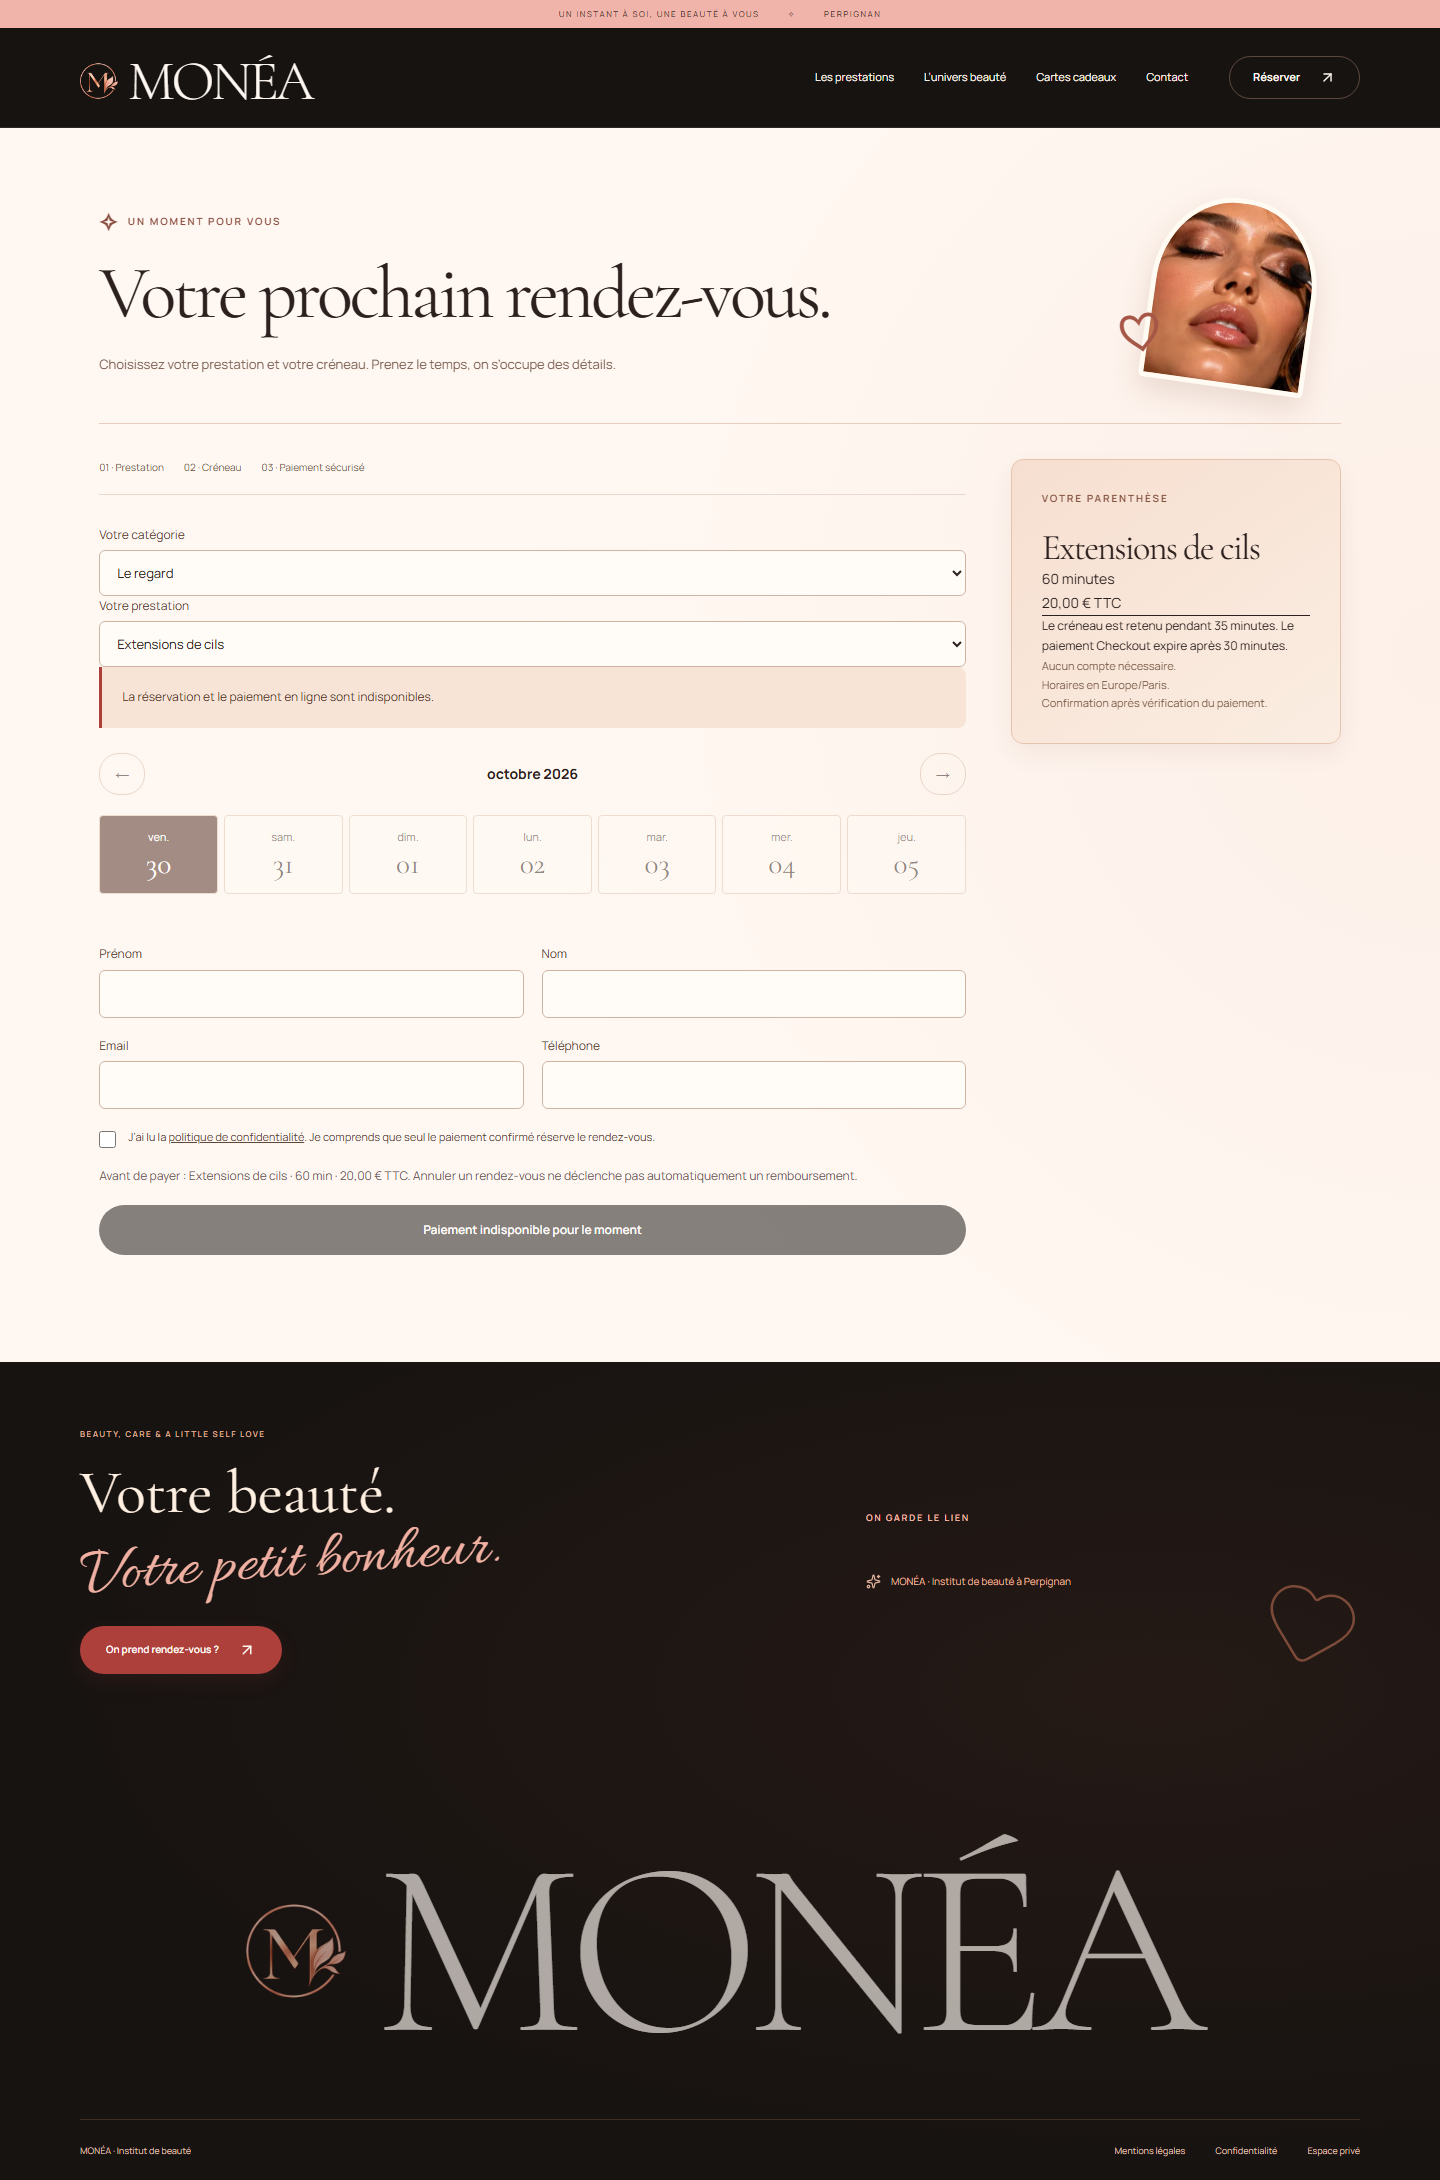 UN INSTANT À SOI, UNE BEAUTÉ À VOUS ✧ PERPIGNAN
M MONÉA
Les prestations L'univers beauté Cartes cadeaux Contact Réserver
UN MOMENT POUR VOUS
Votre prochain rendez-vous.
Choisissez votre prestation et votre créneau. Prenez le temps, on s'occupe des détails.
01 · Prestation 02 · Créneau 03 · Paiement sécurisé
Votre catégorie
Le regard
Votre prestation
Extensions de cils
La réservation et le paiement en ligne sont indisponibles.
← octobre 2026 →
ven. sam. dim. lun. mar. mer. jeu.
30 31 01 02 03 04 05
Prénom Nom
Email Téléphone
J'ai lu la politique de confidentialité. Je comprends que seul le paiement confirmé réserve le rendez-vous.
Avant de payer : Extensions de cils · 60 min · 20,00 € TTC. Annuler un rendez-vous ne déclenche pas automatiquement un remboursement.
Paiement indisponible pour le moment
VOTRE PARENTHÈSE
Extensions de cils
60 minutes
20,00 € TTC
Le créneau est retenu pendant 35 minutes. Le
paiement Checkout expire après 30 minutes.
Aucun compte nécessaire.
Horaires en Europe/Paris.
Confirmation après vérification du paiement.
BEAUTY, CARE & A LITTLE SELF LOVE
Votre beauté.
Votre petit bonheur.
On prend rendez-vous ?
ON GARDE LE LIEN
MONÉA · Institut de beauté à Perpignan
M MONÉA
MONÉA · Institut de beauté Mentions légales Confidentialité Espace privé